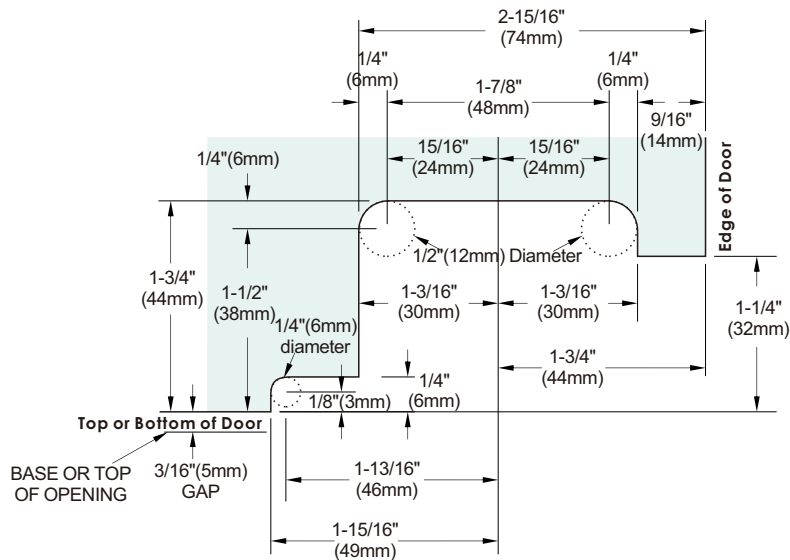 2-15/16"
(74mm)
1/4"
(6mm)
1-7/8"
(48mm)
1/4"
(6mm)
9/16"
(14mm)
15/16"
(24mm)
15/16"
(24mm)
1/4"(6mm)
Edge of Door
1/2"(12mm) Diameter
1-3/4"
(44mm)
1-1/2"
(38mm)
1-3/16"
(30mm)
1-3/16"
(30mm)
1-1/4"
(32mm)
1/4"(6mm)
diameter
1-3/4"
(44mm)
1/4"
(6mm)
1/8"(3mm)
Top or Bottom of Door
BASE OR TOP
OF OPENING
3/16"(5mm)
GAP
1-13/16"
(46mm)
1-15/16"
(49mm)